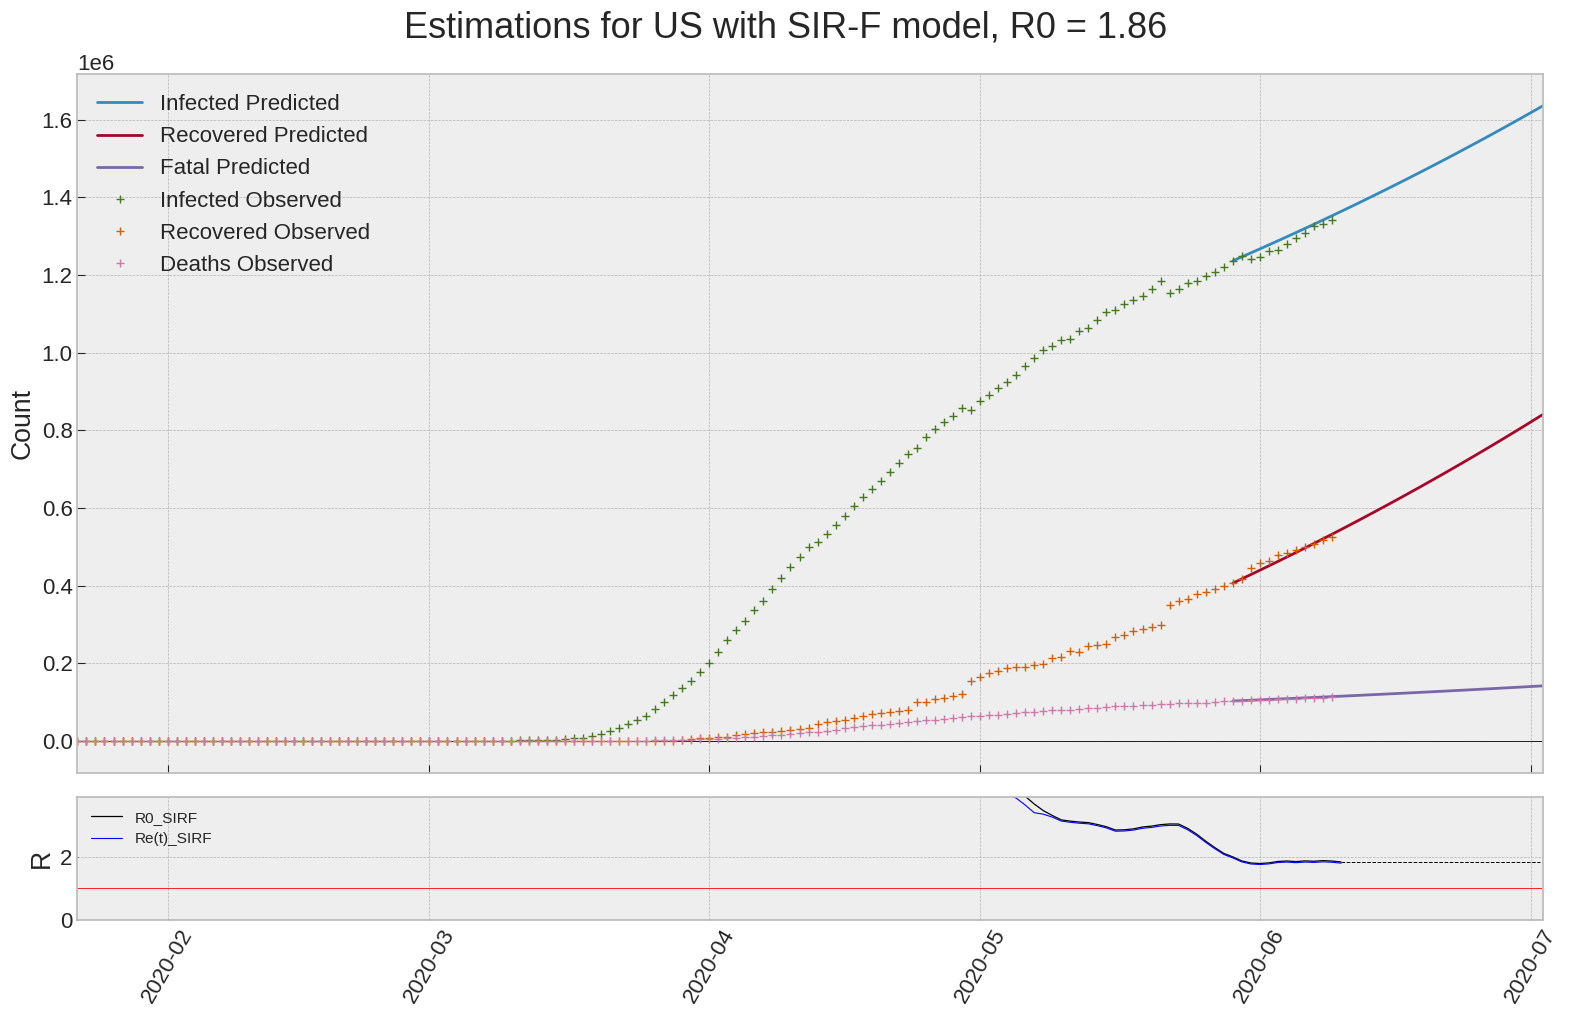 Estimations for US with SIR-F model, R0 = 1.86
1e6
Infected Predicted
Recovered Predicted
Fatal Predicted
Infected Observed
Recovered Observed
Deaths Observed
1.6
1.4
1.2
1.0
0.8
0.6
0.4
0.2
0.0
Count
R0_SIRF
Re(t)_SIRF
2
0
R
2020-02
2020-03
2020-04
2020-05
2020-06
2020-07